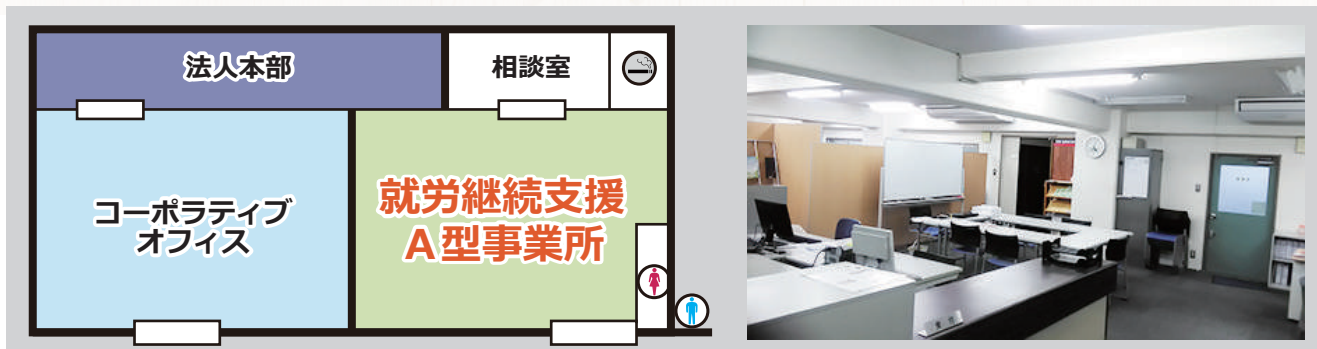 法人本部
相談室
コーポラティブ
オフィス
就労継続支援
A型事業所